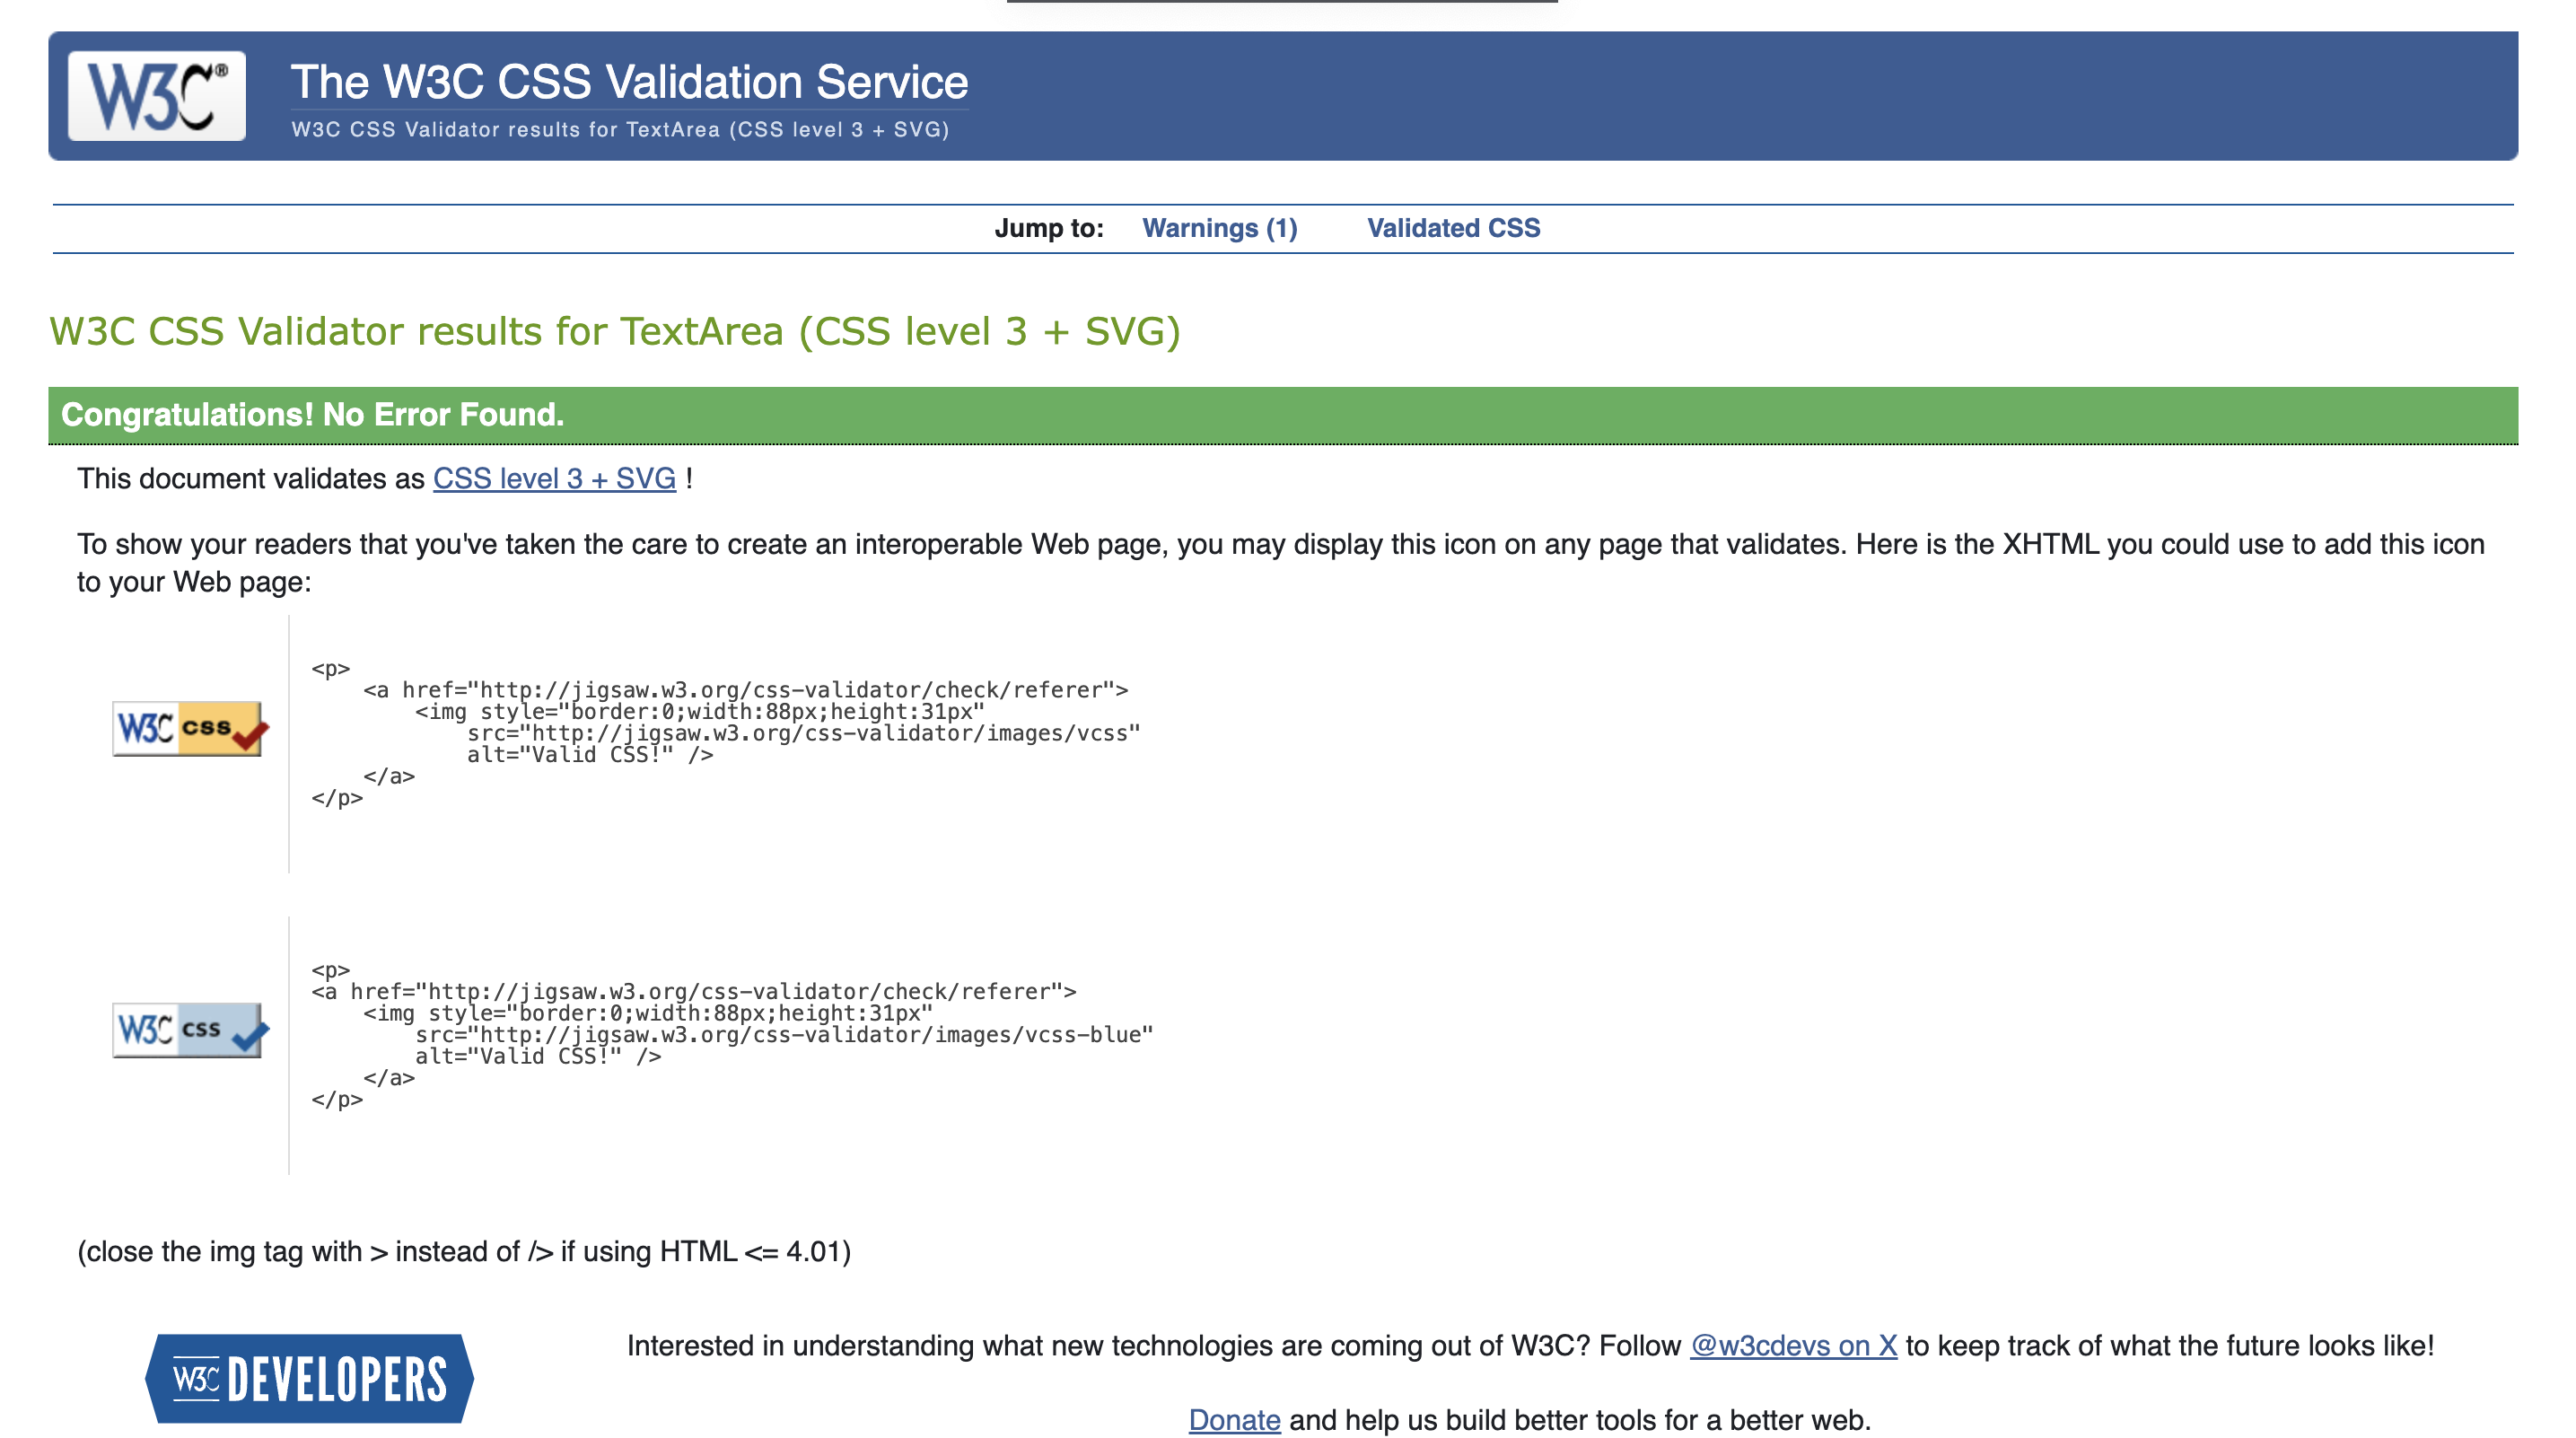 W3C®
The W3C CSS Validation Service
W3C CSS Validator results for TextArea (CSS level 3 + SVG)
Jump to: Warnings (1) Validated CSS
W3C CSS Validator results for TextArea (CSS level 3 + SVG)
Congratulations! No Error Found.
This document validates as CSS level 3 + SVG !
To show your readers that you've taken the care to create an interoperable Web page, you may display this icon on any page that validates. Here is the XHTML you could use to add this icon
to your Web page:
W3C css
<p>
    <a href="http://jigsaw.w3.org/css-validator/check/referer">
        <img style="border:0;width:88px;height:31px"
            src="http://jigsaw.w3.org/css-validator/images/vcss"
            alt="Valid CSS!" />
    </a>
</p>
W3C css
<p>
<a href="http://jigsaw.w3.org/css-validator/check/referer">
    <img style="border:0;width:88px;height:31px"
        src="http://jigsaw.w3.org/css-validator/images/vcss-blue"
        alt="Valid CSS!" />
    </a>
</p>
(close the img tag with > instead of /> if using HTML <= 4.01)
W3C DEVELOPERS
Interested in understanding what new technologies are coming out of W3C? Follow @w3cdevs on X to keep track of what the future looks like!
Donate and help us build better tools for a better web.